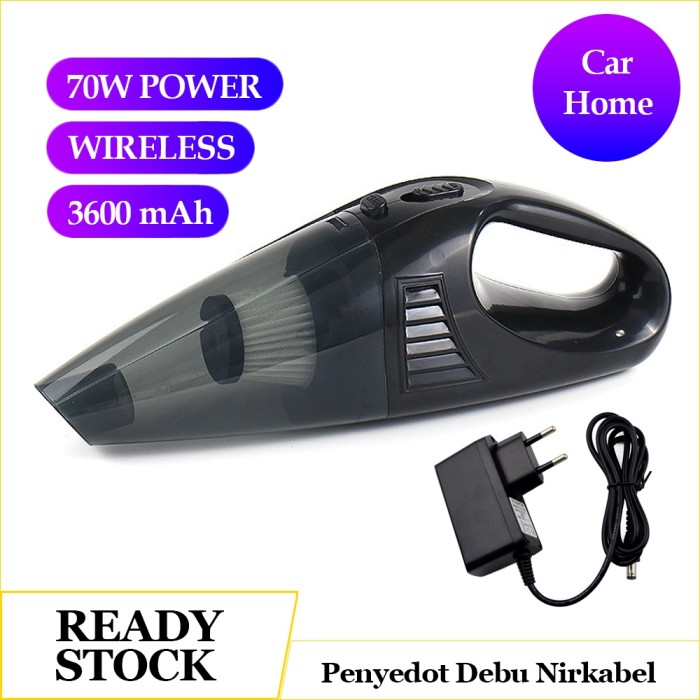 70W POWER
WIRELESS
3600 mAh
Car
Home
READY
STOCK
Penyedot Debu Nirkabel